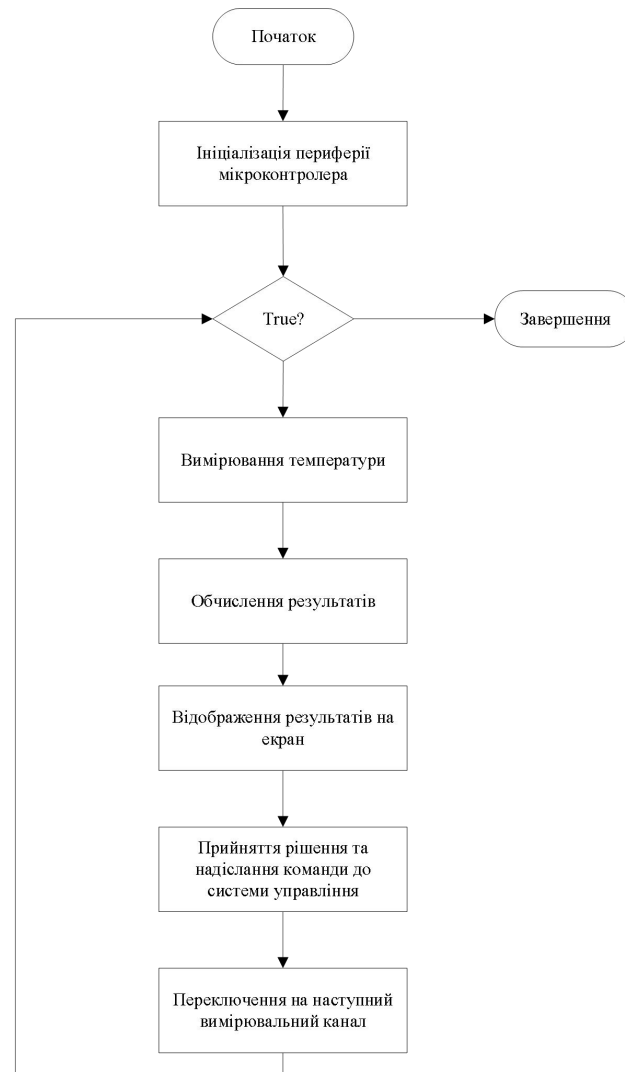 Початок
Ініціалізація периферії
мікроконтролера
True?
Завершення
Вимірювання температури
Обчислення результатів
Відображення результатів на
екран
Прийняття рішення та
надіслання команди до
системи управління
Переключення на наступний
вимірювальний канал